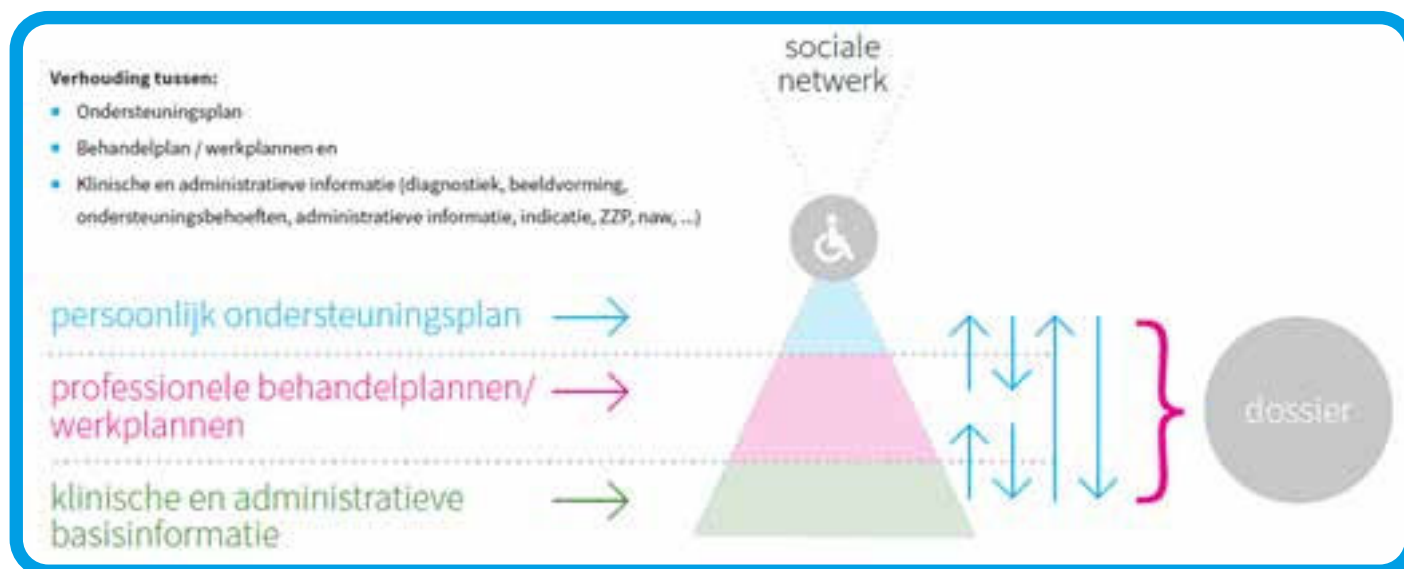 sociale
netwerk
Verhouding tussen:
Ondersteuningsplan
Behandelplan / werkplannen en
Klinische en administratieve informatie (diagnostiek, beeldvorming,
ondersteuningsbehoeften, administratieve informatie, indicatie, ZZP, naw, ...)
persoonlijk ondersteuningsplan
professionele behandelplannen/
werkplannen
klinische en administratieve
basisinformatie
dossier